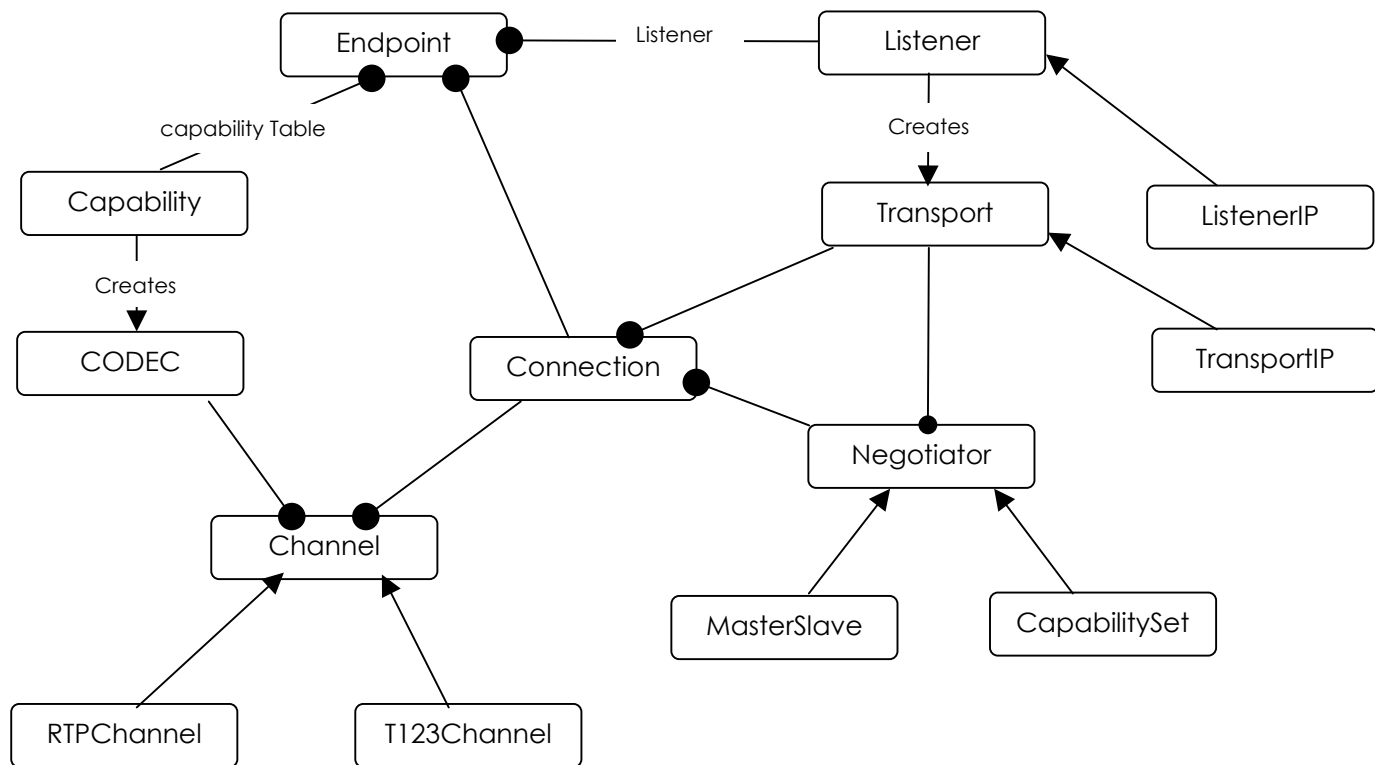 Endpoint
Listener
Listener
capability Table
Creates
Capability
Transport
ListenerIP
Creates
CODEC
Connection
TransportIP
Negotiator
Channel
MasterSlave
CapabilitySet
RTPChannel
T123Channel